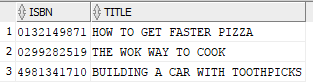 ISBN TITLE
1 0132149871 HOW TO GET FASTER PIZZA
2 0299282519 THE WOK WAY TO COOK
3 4981341710 BUILDING A CAR WITH TOOTHPICKS